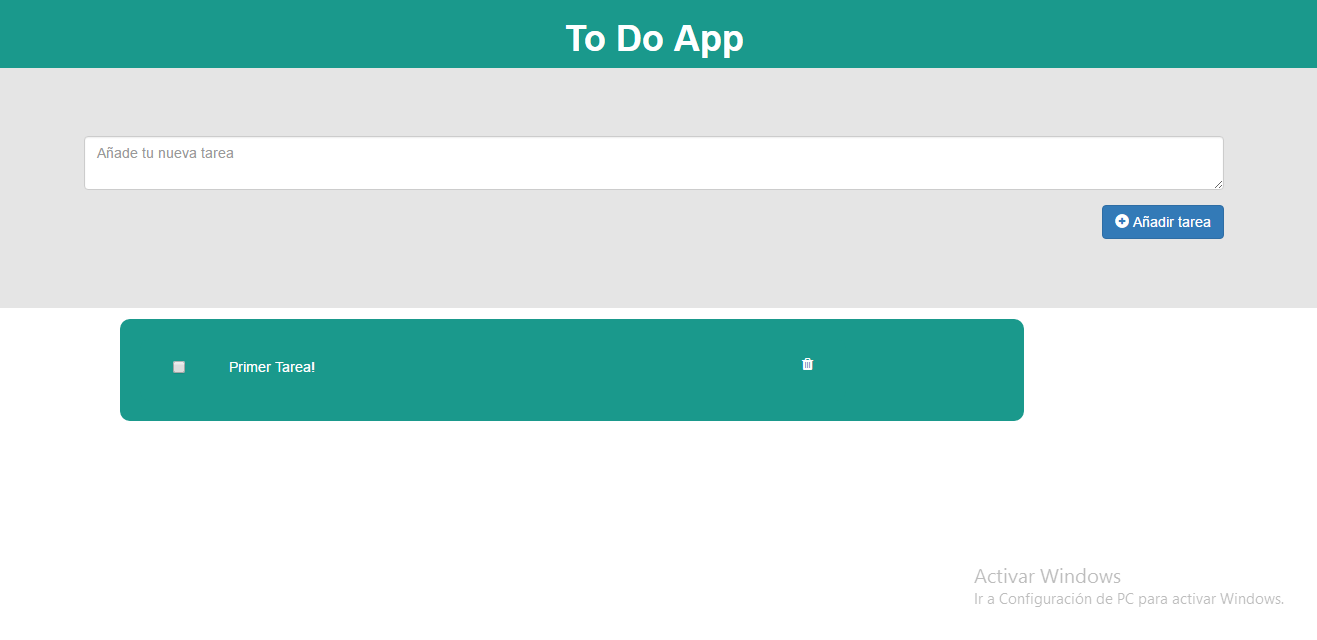 To Do App
Añade tu nueva tarea
Añadir tarea
Primer Tarea!
Activar Windows
Ir a Configuración de PC para activar Windows.